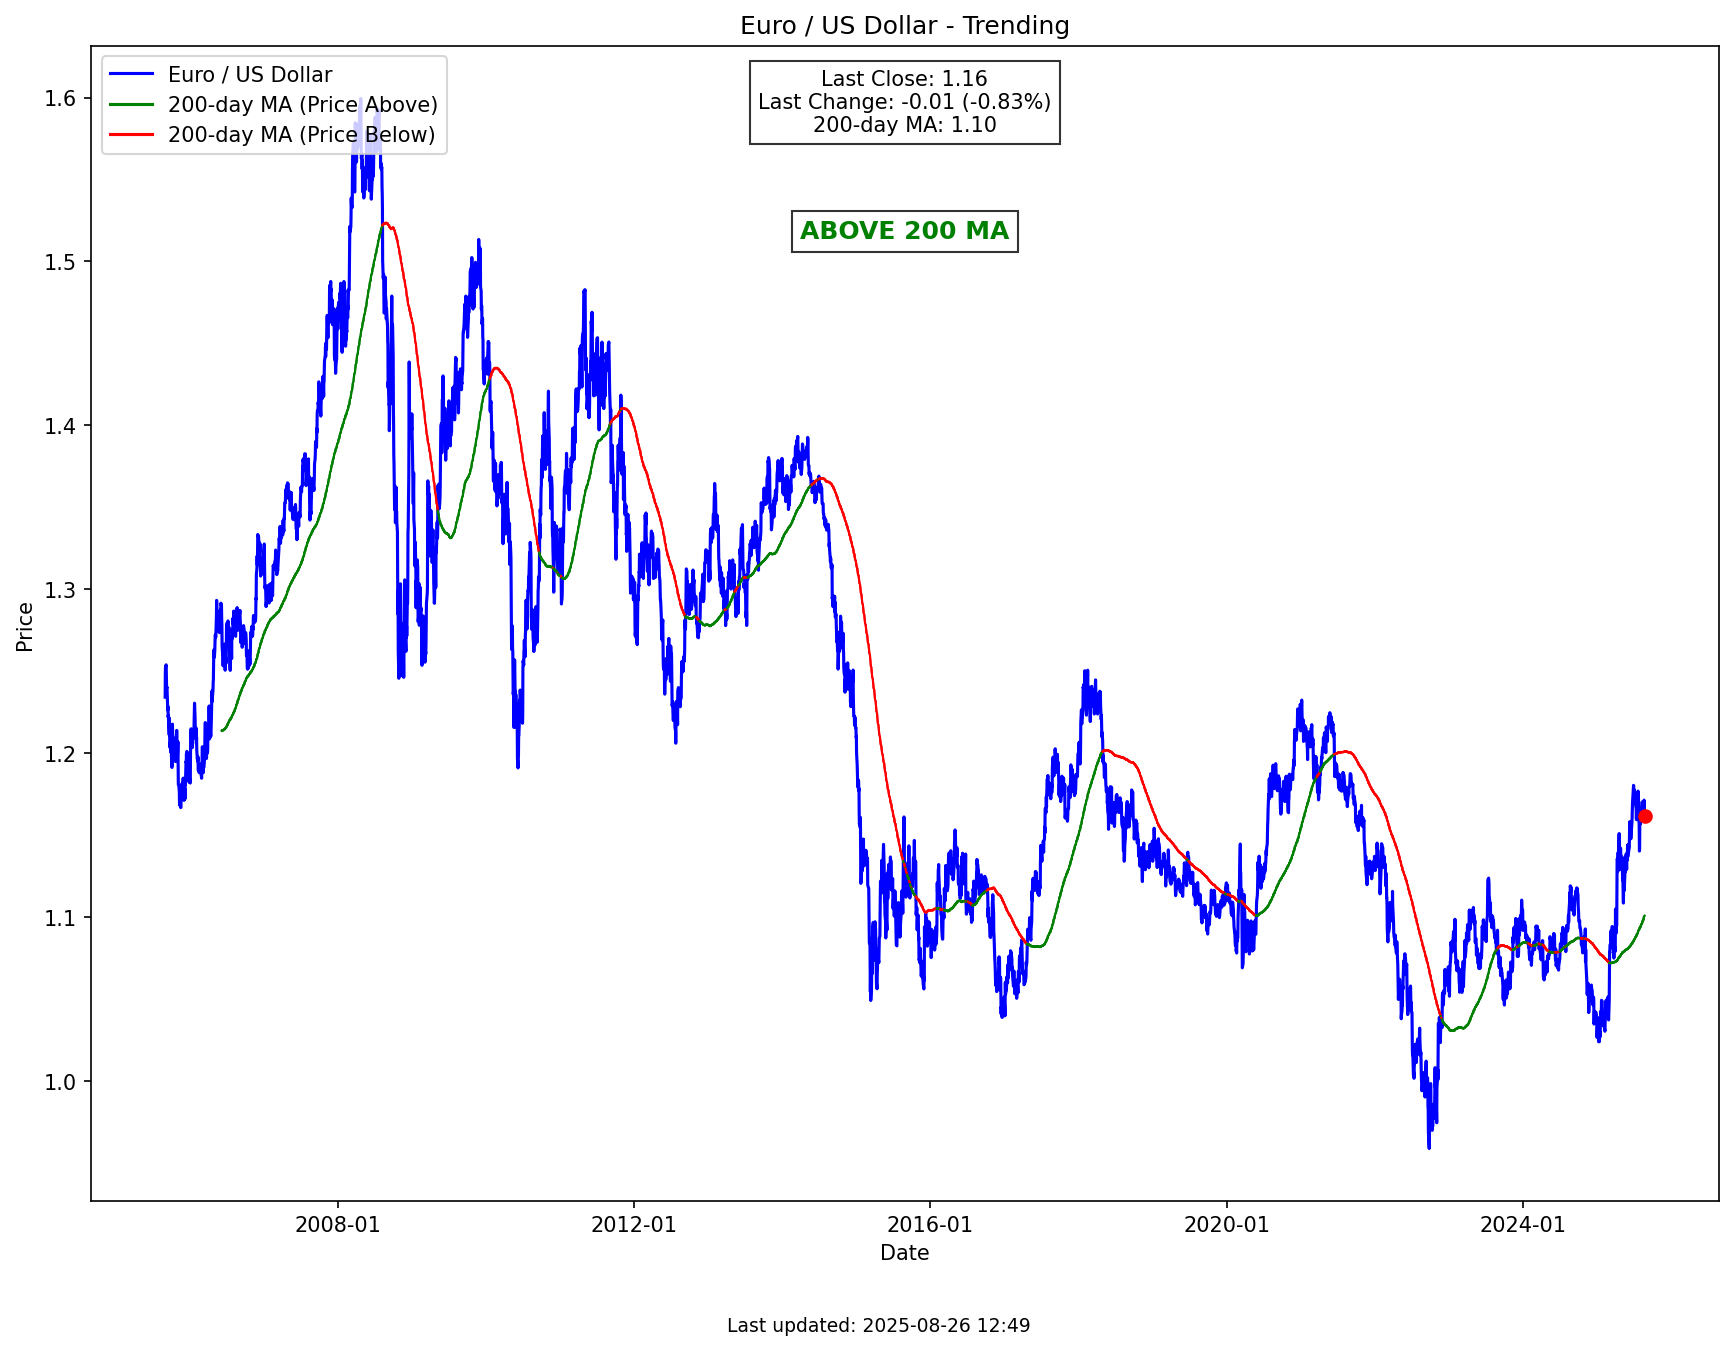 Euro / US Dollar - Trending
Euro / US Dollar
200-day MA (Price Above)
200-day MA (Price Below)
Last Close: 1.16
Last Change: -0.01 (-0.83%)
200-day MA: 1.10
ABOVE 200 MA
Price
1.6
1.5
1.4
1.3
1.2
1.1
1.0
2008-01
2012-01
2016-01
2020-01
2024-01
Date
Last updated: 2025-08-26 12:49